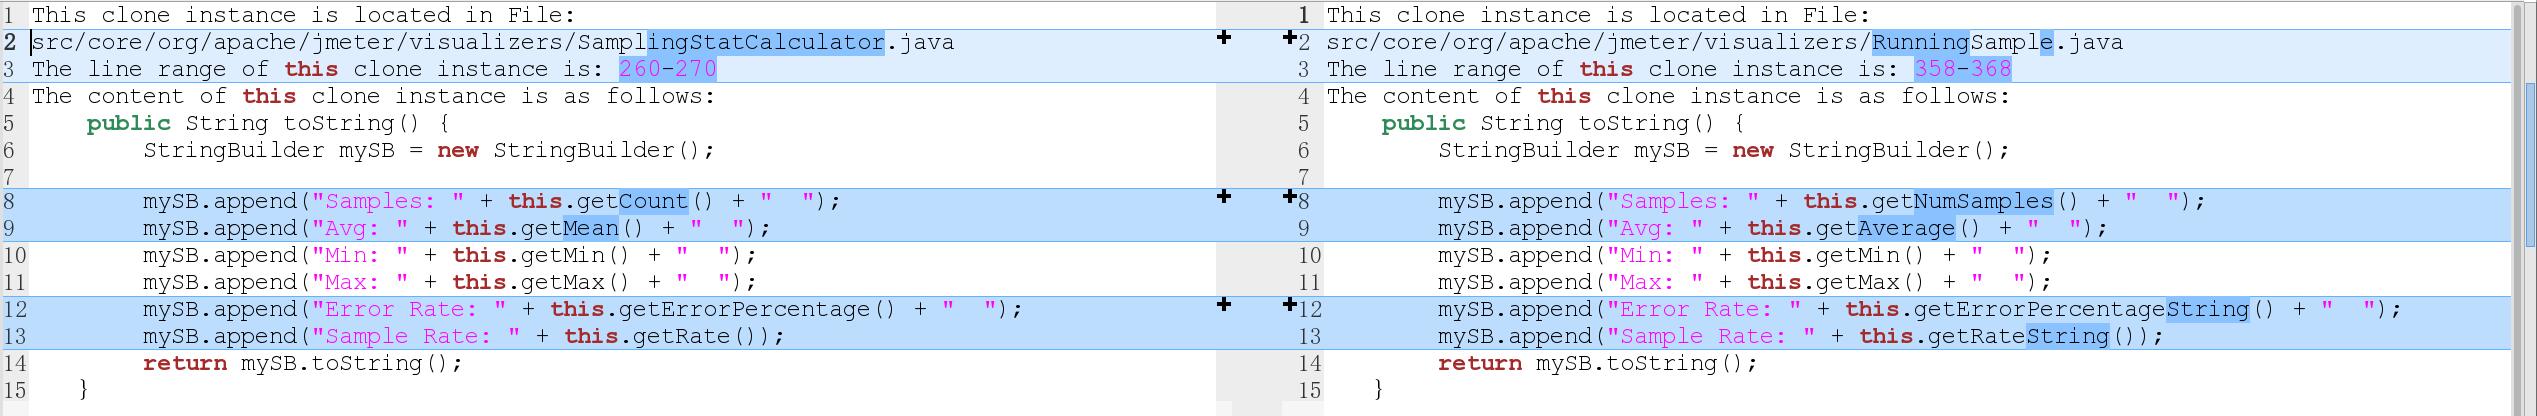 1 This clone instance is located in File:
2 src/core/org/apache/jmeter/visualizers/SamplingStatCalculator.java
3 The line range of this clone instance is: 260-270
4 The content of this clone instance is as follows:
5     public String toString() {
6         StringBuilder mySB = new StringBuilder();
7
8         mySB.append("Samples: " + this.getCount() + "  ");
9         mySB.append("Avg: " + this.getMean() + "  ");
10         mySB.append("Min: " + this.getMin() + "  ");
11         mySB.append("Max: " + this.getMax() + "  ");
12         mySB.append("Error Rate: " + this.getErrorPercentage() + "  ");
13         mySB.append("Sample Rate: " + this.getRate());
14         return mySB.toString();
15     }
1 This clone instance is located in File:
2 src/core/org/apache/jmeter/visualizers/RunningSample.java
3 The line range of this clone instance is: 358-368
4 The content of this clone instance is as follows:
5     public String toString() {
6         StringBuilder mySB = new StringBuilder();
7
8         mySB.append("Samples: " + this.getNumSamples() + "  ");
9         mySB.append("Avg: " + this.getAverage() + "  ");
10         mySB.append("Min: " + this.getMin() + "  ");
11         mySB.append("Max: " + this.getMax() + "  ");
12         mySB.append("Error Rate: " + this.getErrorPercentageString() + "  ");
13         mySB.append("Sample Rate: " + this.getRateString());
14         return mySB.toString();
15     }